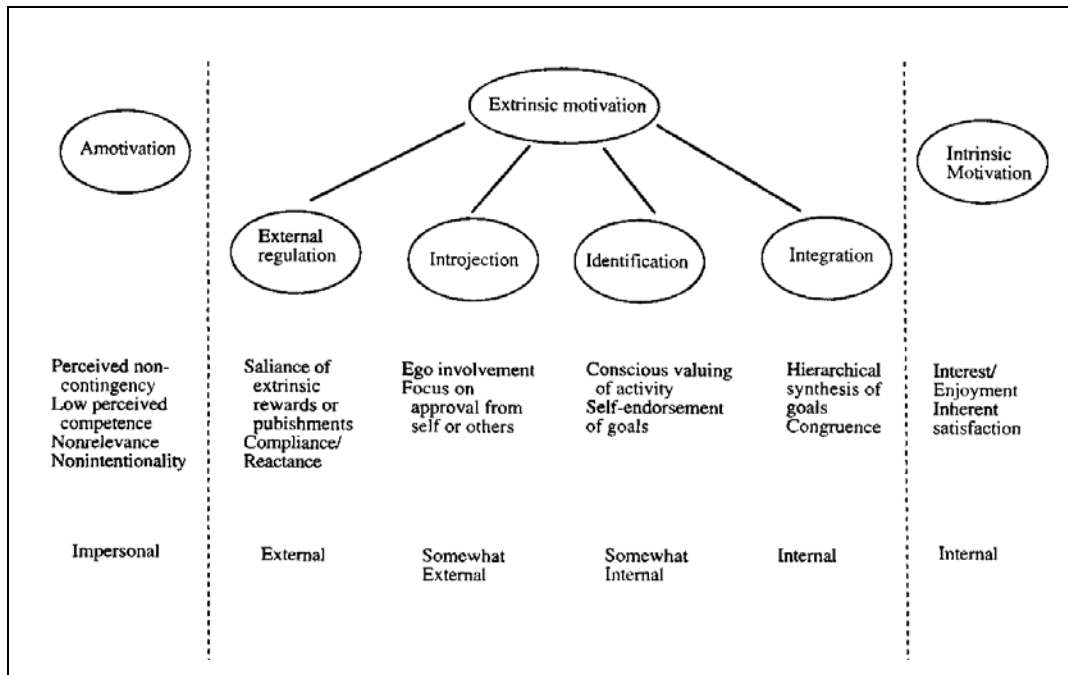 Extrinsic motivation
Amotivation
Intrinsic
Motivation
External
regulation
Introjection
Identification
Integration
Perceived non-
contingency
Low perceived
competence
Nonrelevance
Nonintentionality
Saliance of
extrinsic
rewards or
pubishments
Compliance/
Reactance
Ego involvement
Focus on
approval from
self or others
Conscious valuing
of activity
Self-endorsement
of goals
Hierarchical
synthesis of
goals
Congruence
Interest/
Enjoyment
Inherent
satisfaction
Impersonal
External
Somewhat
External
Somewhat
Internal
Internal
Internal